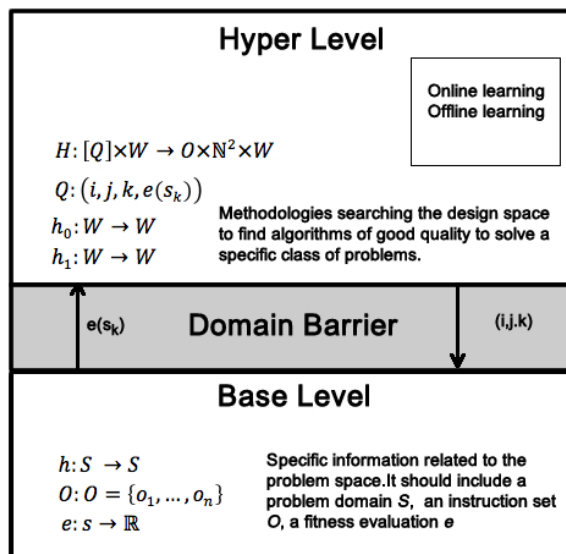 Hyper Level
Online learning
Offline learning
H: [Q]×W → O×ℕ²×W
Q: (i, j, k, e(sₖ))
h₀: W → W
h₁: W → W
Methodologies searching the design space
to find algorithms of good quality to solve a
specific class of problems.
e(sₖ)
Domain Barrier
(i,j.k)
Base Level
h: S → S
O: O = {o₁, …, oₙ}
e: s → ℝ
Specific information related to the
problem space.It should include a
problem domain S, an instruction set
O, a fitness evaluation e